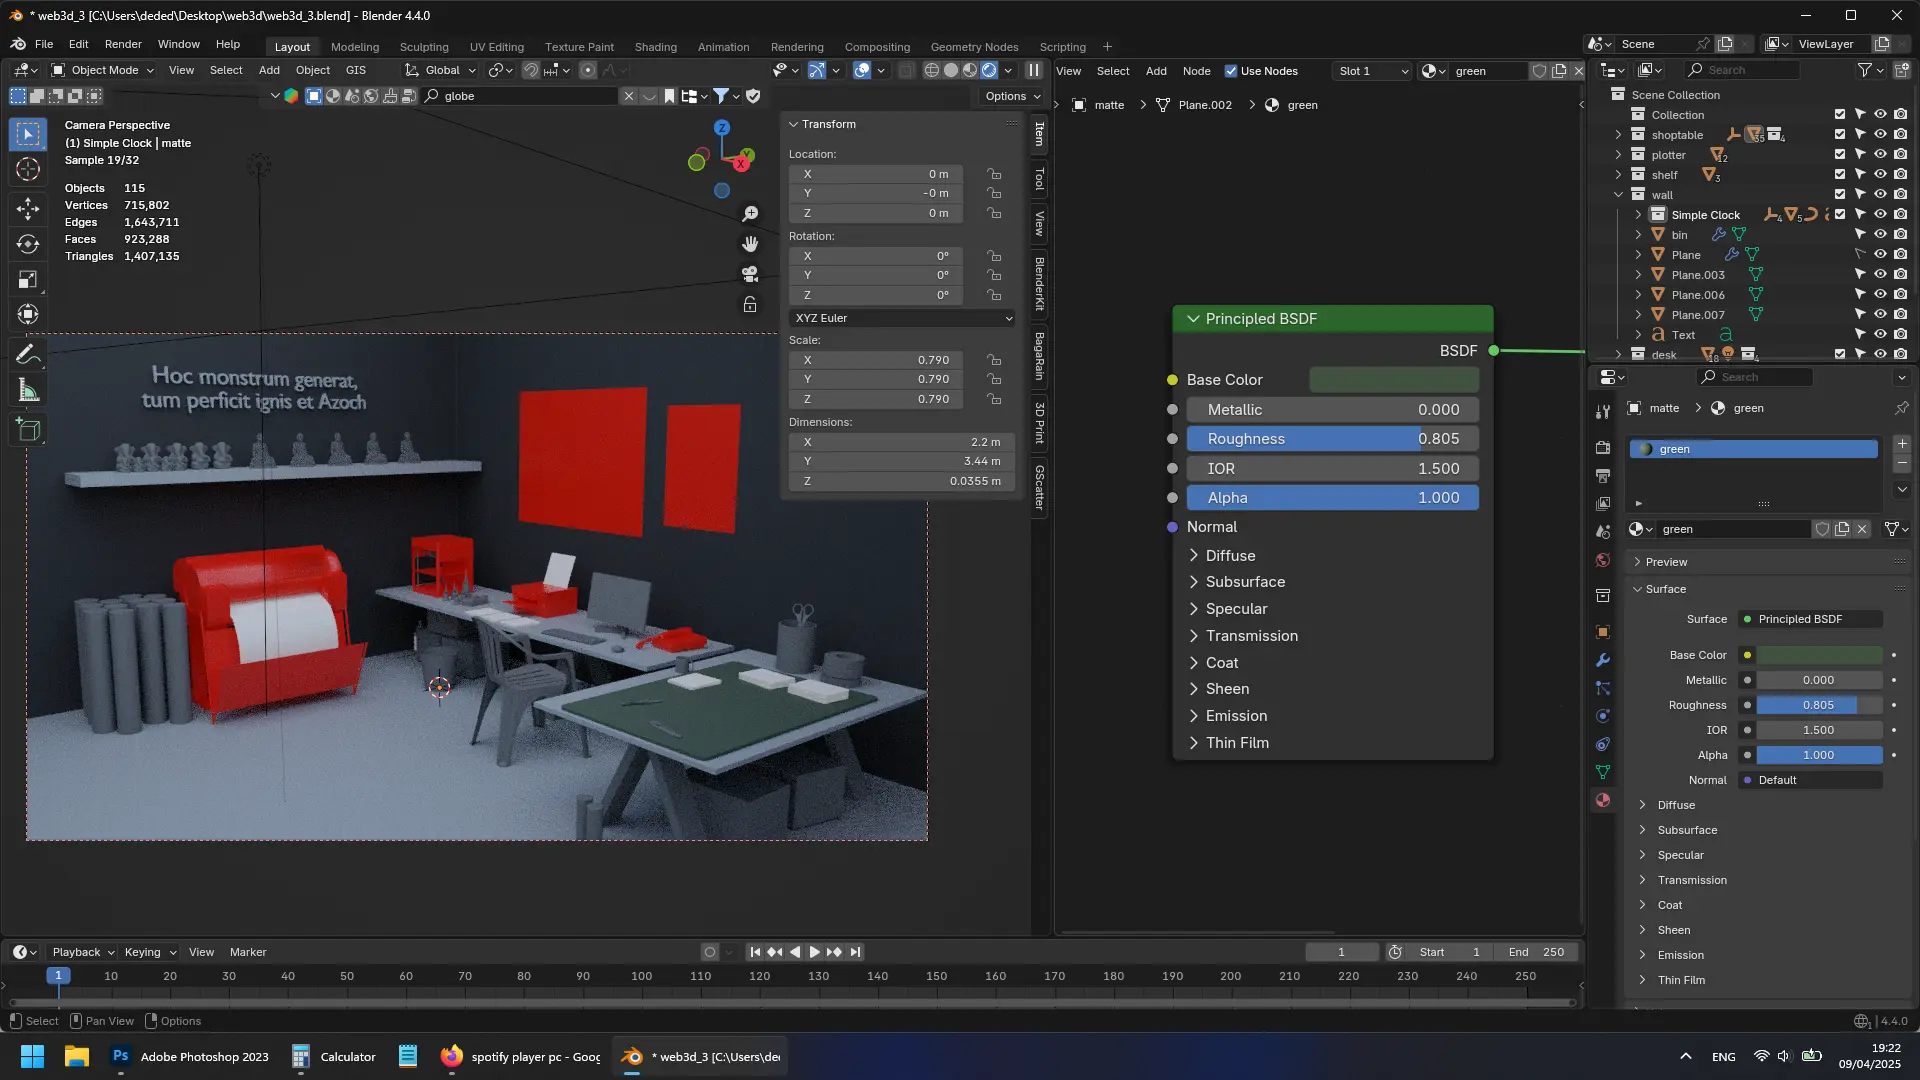 * web3d_3 [C:\Users\deded\Desktop\web3d\web3d_3.blend] - Blender 4.4.0
File Edit Render Window Help
Layout Modeling Sculpting UV Editing Texture Paint Shading Animation Rendering Compositing Geometry Nodes Scripting +
Scene
ViewLayer
Object Mode View Select Add Object GIS
Global
globe
Options
View Select Add Node Use Nodes
Slot 1
green
matte > Plane.002 > green
Camera Perspective
(1) Simple Clock | matte
Sample 19/32
Objects 115
Vertices 715,802
Edges 1,643,711
Faces 923,288
Triangles 1,407,135
Z
Y
X
Hoc monstrum generat,
tum perficit ignis et Azoch
Transform
Location:
X 0 m
Y -0 m
Z 0 m
Rotation:
X 0°
Y 0°
Z 0°
XYZ Euler
Scale:
X 0.790
Y 0.790
Z 0.790
Dimensions:
X 2.2 m
Y 3.44 m
Z 0.0355 m
Item
Tool
View
BlenderKit
BagaRain
3D Print
GScatter
Principled BSDF
BSDF
Base Color
Metallic 0.000
Roughness 0.805
IOR 1.500
Alpha 1.000
Normal
Diffuse
Subsurface
Specular
Transmission
Coat
Sheen
Emission
Thin Film
Search
Scene Collection
Collection
shoptable 35 4
plotter 12
shelf 3
wall
Simple Clock 4 5
bin
Plane
Plane.003
Plane.006
Plane.007
Text
desk 18 4
Search
matte > green
green
green
Preview
Surface
Surface Principled BSDF
Base Color
Metallic 0.000
Roughness 0.805
IOR 1.500
Alpha 1.000
Normal Default
Diffuse
Subsurface
Specular
Transmission
Coat
Sheen
Emission
Thin Film
Playback Keying View Marker
1
Start 1
End 250
1 10 20 30 40 50 60 70 80 90 100 110 120 130 140 150 160 170 180 190 200 210 220 230 240 250
Select Pan View Options
4.4.0
Ps Adobe Photoshop 2023
Calculator
spotify player pc - Goog
* web3d_3 [C:\Users\ded
ENG
19:22
09/04/2025